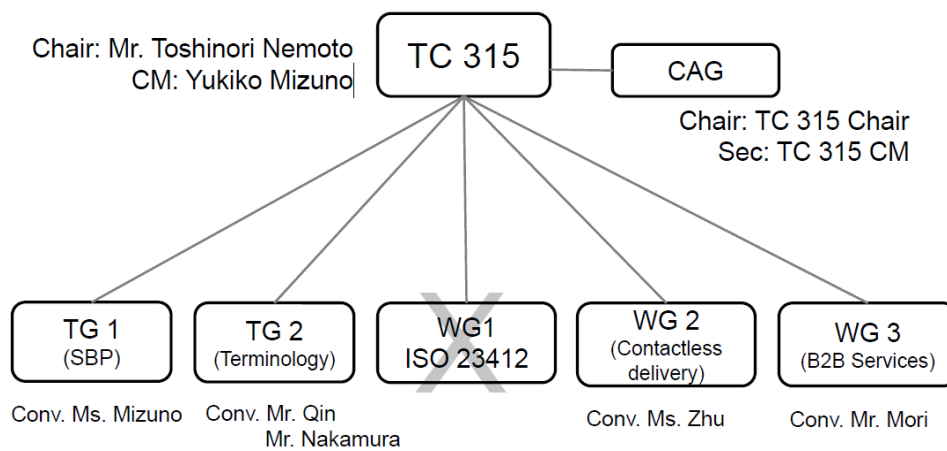 Chair: Mr. Toshinori Nemoto
CM: Yukiko Mizuno
TC 315
CAG
Chair: TC 315 Chair
Sec: TC 315 CM
TG 1
(SBP)
TG 2
(Terminology)
X
WG1
ISO 23412
WG 2
(Contactless
delivery)
WG 3
(B2B Services)
Conv. Ms. Mizuno
Conv. Mr. Qin
Mr. Nakamura
Conv. Ms. Zhu
Conv. Mr. Mori